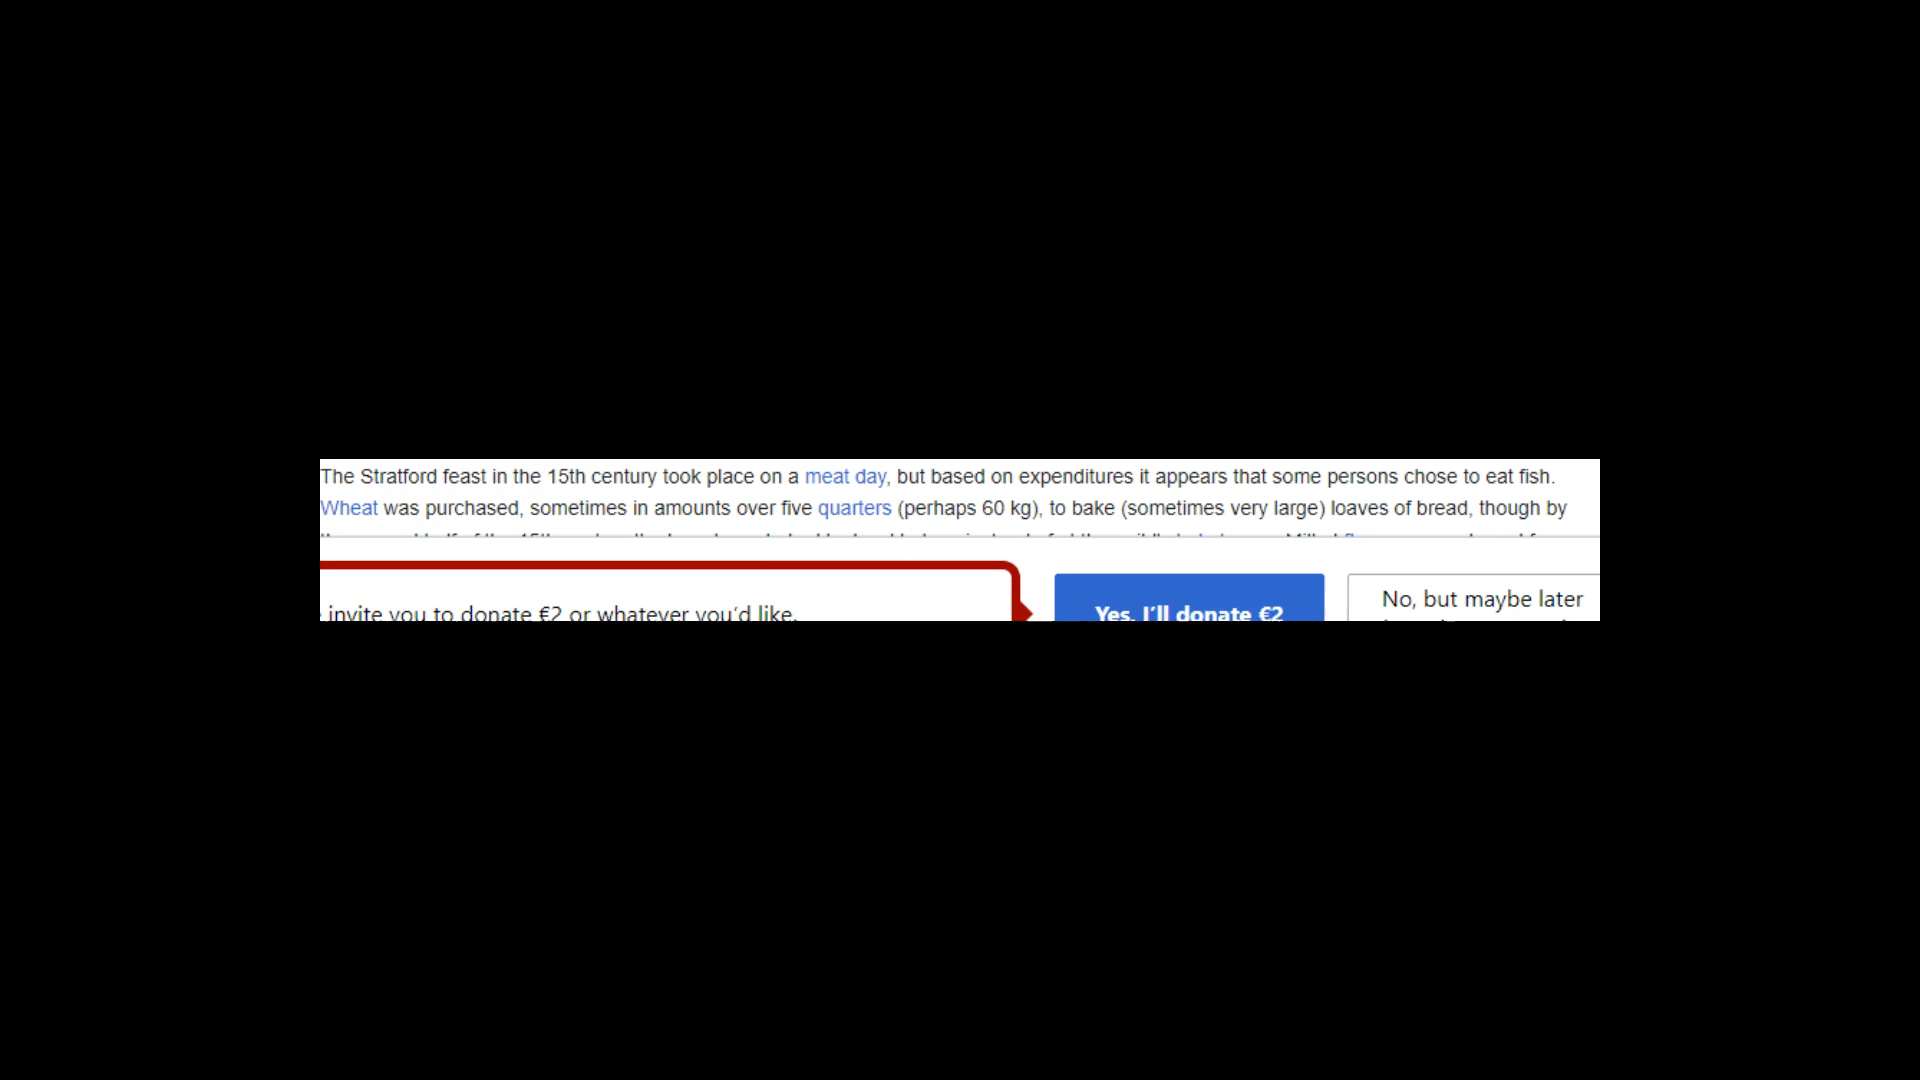 The Stratford feast in the 15th century took place on a meat day, but based on expenditures it appears that some persons chose to eat fish.
Wheat was purchased, sometimes in amounts over five quarters (perhaps 60 kg), to bake (sometimes very large) loaves of bread, though by
invite you to donate €2 or whatever you'd like.
Yes, I'll donate €2
No, but maybe later